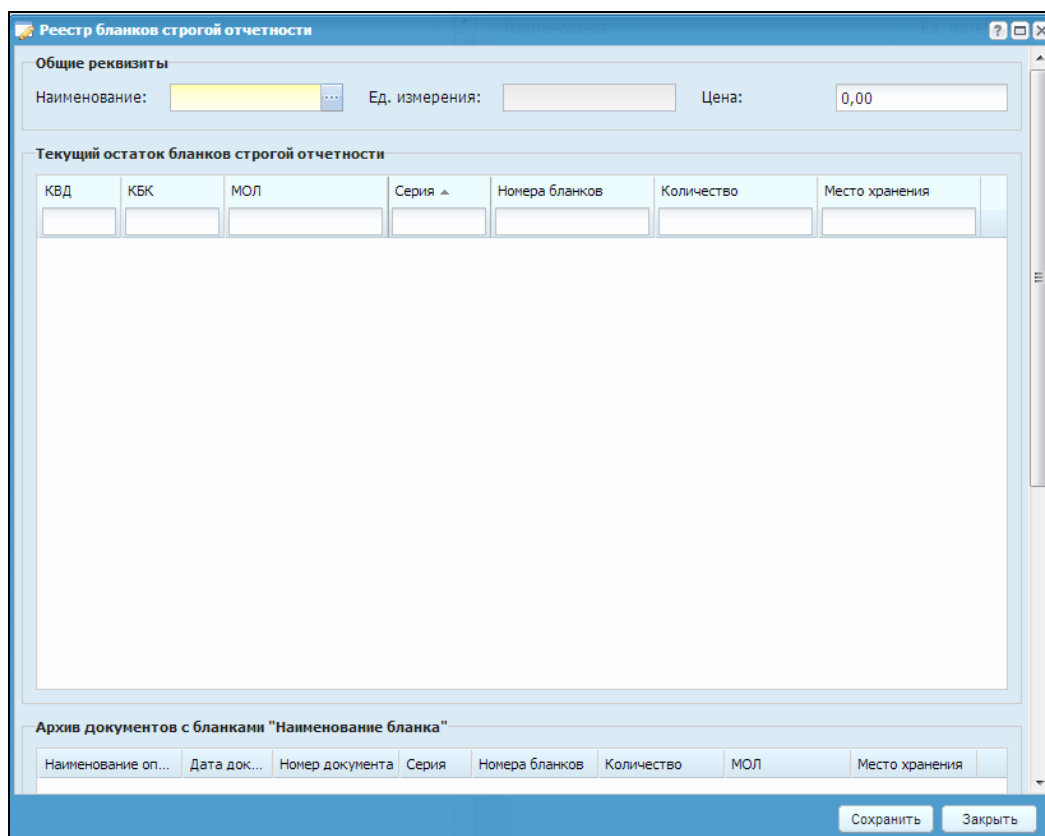 Реестр бланков строгой отчетности
Общие реквизиты
Наименование: ... Ед. измерения: Цена: 0,00
Текущий остаток бланков строгой отчетности
КВД КБК МОЛ Серия Номера бланков Количество Место хранения
Архив документов с бланками "Наименование бланка"
Наименование оп... Дата док... Номер документа Серия Номера бланков Количество МОЛ Место хранения
Сохранить Закрыть